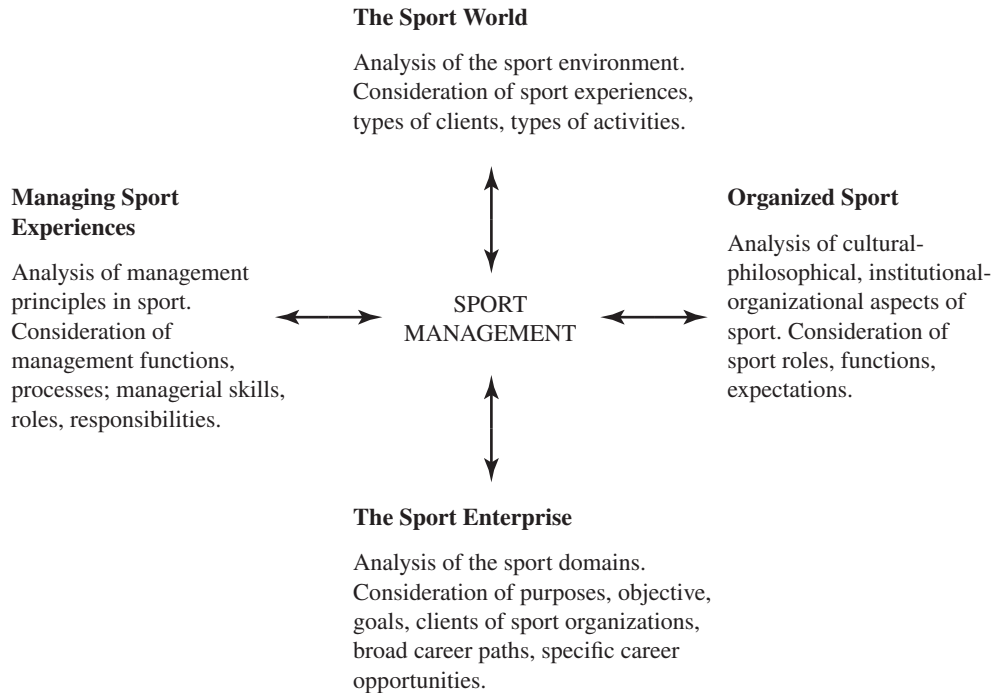 The Sport World
Analysis of the sport environment.
Consideration of sport experiences,
types of clients, types of activities.
Managing Sport
Experiences
Analysis of management
principles in sport.
Consideration of
management functions,
processes; managerial skills,
roles, responsibilities.
SPORT
MANAGEMENT
Organized Sport
Analysis of cultural-
philosophical, institutional-
organizational aspects of
sport. Consideration of
sport roles, functions,
expectations.
The Sport Enterprise
Analysis of the sport domains.
Consideration of purposes, objective,
goals, clients of sport organizations,
broad career paths, specific career
opportunities.